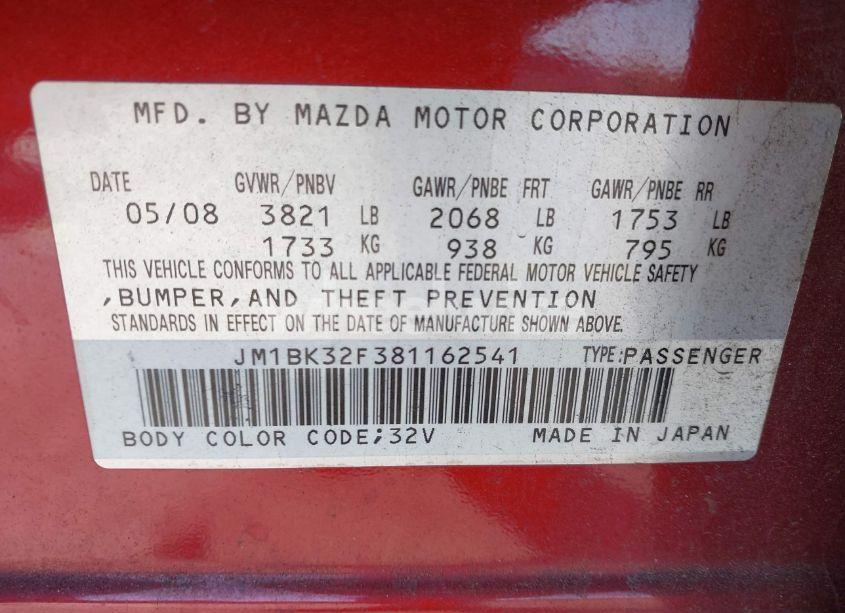 MFD. BY MAZDA MOTOR CORPORATION
DATE GVWR/PNBV GAWR/PNBE FRT GAWR/PNBE RR
05/08 3821 LB 2068 LB 1753 LB
1733 KG 938 KG 795 KG
THIS VEHICLE CONFORMS TO ALL APPLICABLE FEDERAL MOTOR VEHICLE SAFETY
,BUMPER,AND THEFT PREVENTION
STANDARDS IN EFFECT ON THE DATE OF MANUFACTURE SHOWN ABOVE.
JM1BK32F381162541 TYPE:PASSENGER
BODY COLOR CODE;32V MADE IN JAPAN